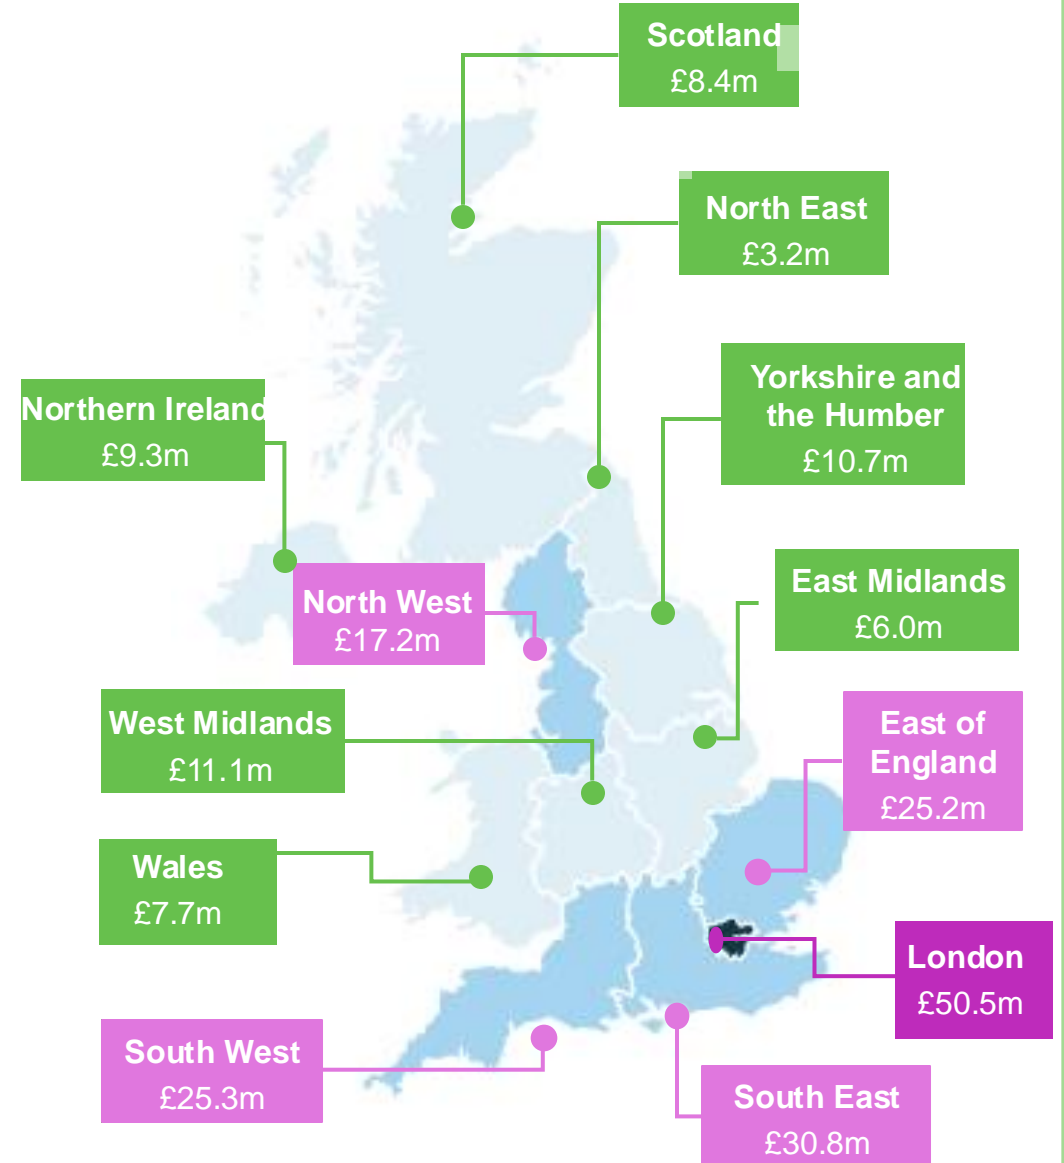 Scotland
£8.4m
North East
£3.2m
Yorkshire and
the Humber
£10.7m
Northern Ireland
£9.3m
East Midlands
£6.0m
North West
£17.2m
West Midlands
£11.1m
East of
England
£25.2m
Wales
£7.7m
London
£50.5m
South West
£25.3m
South East
£30.8m